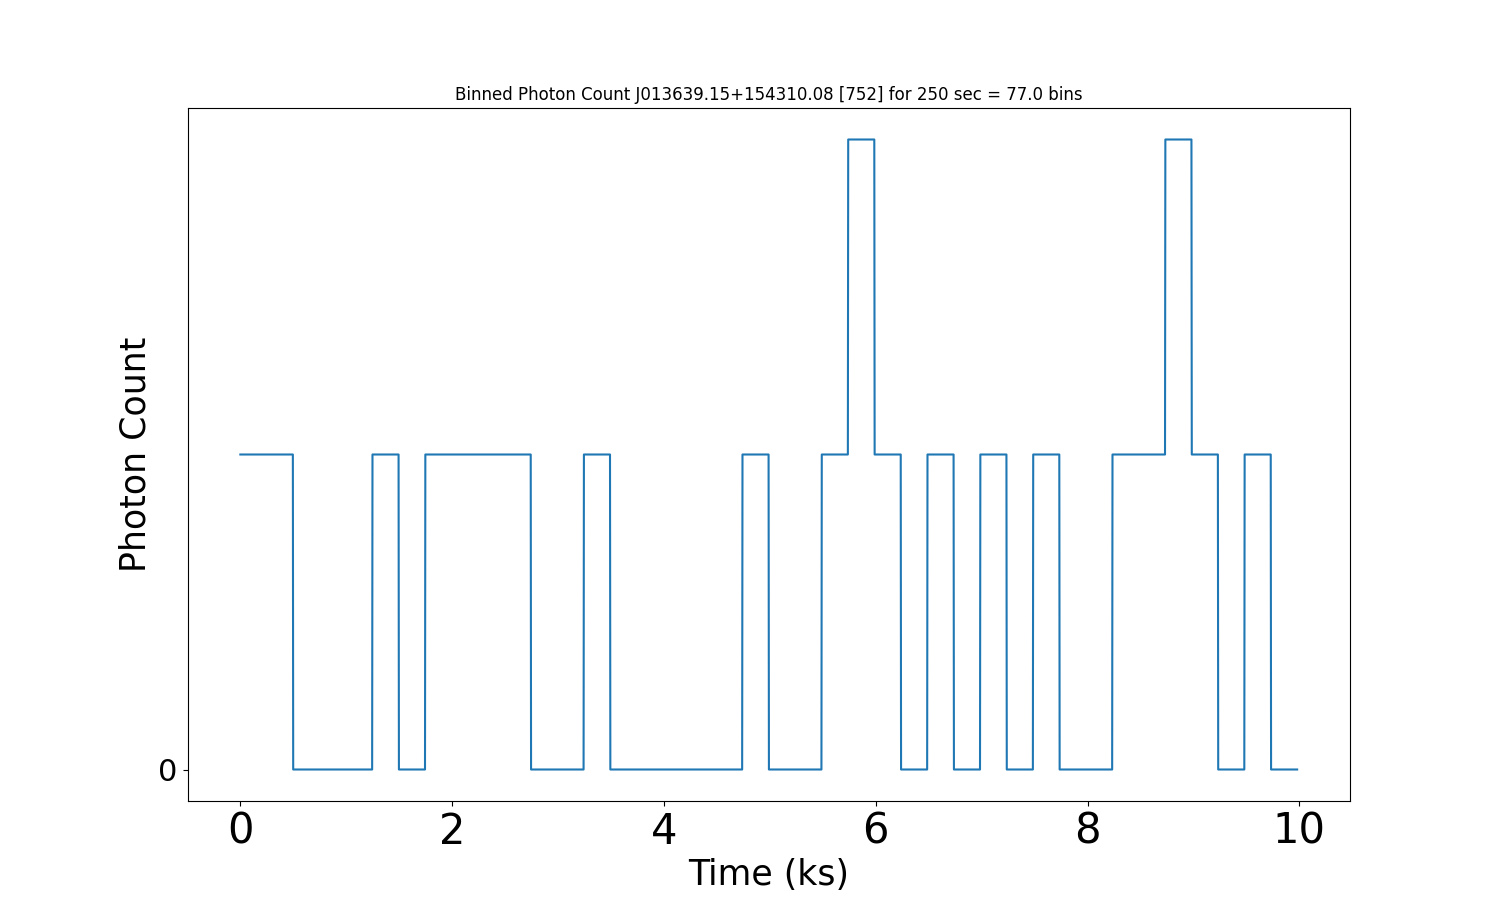 Binned Photon Count J013639.15+154310.08 [752] for 250 sec = 77.0 bins
Photon Count
0
0 2 4 6 8 10
Time (ks)